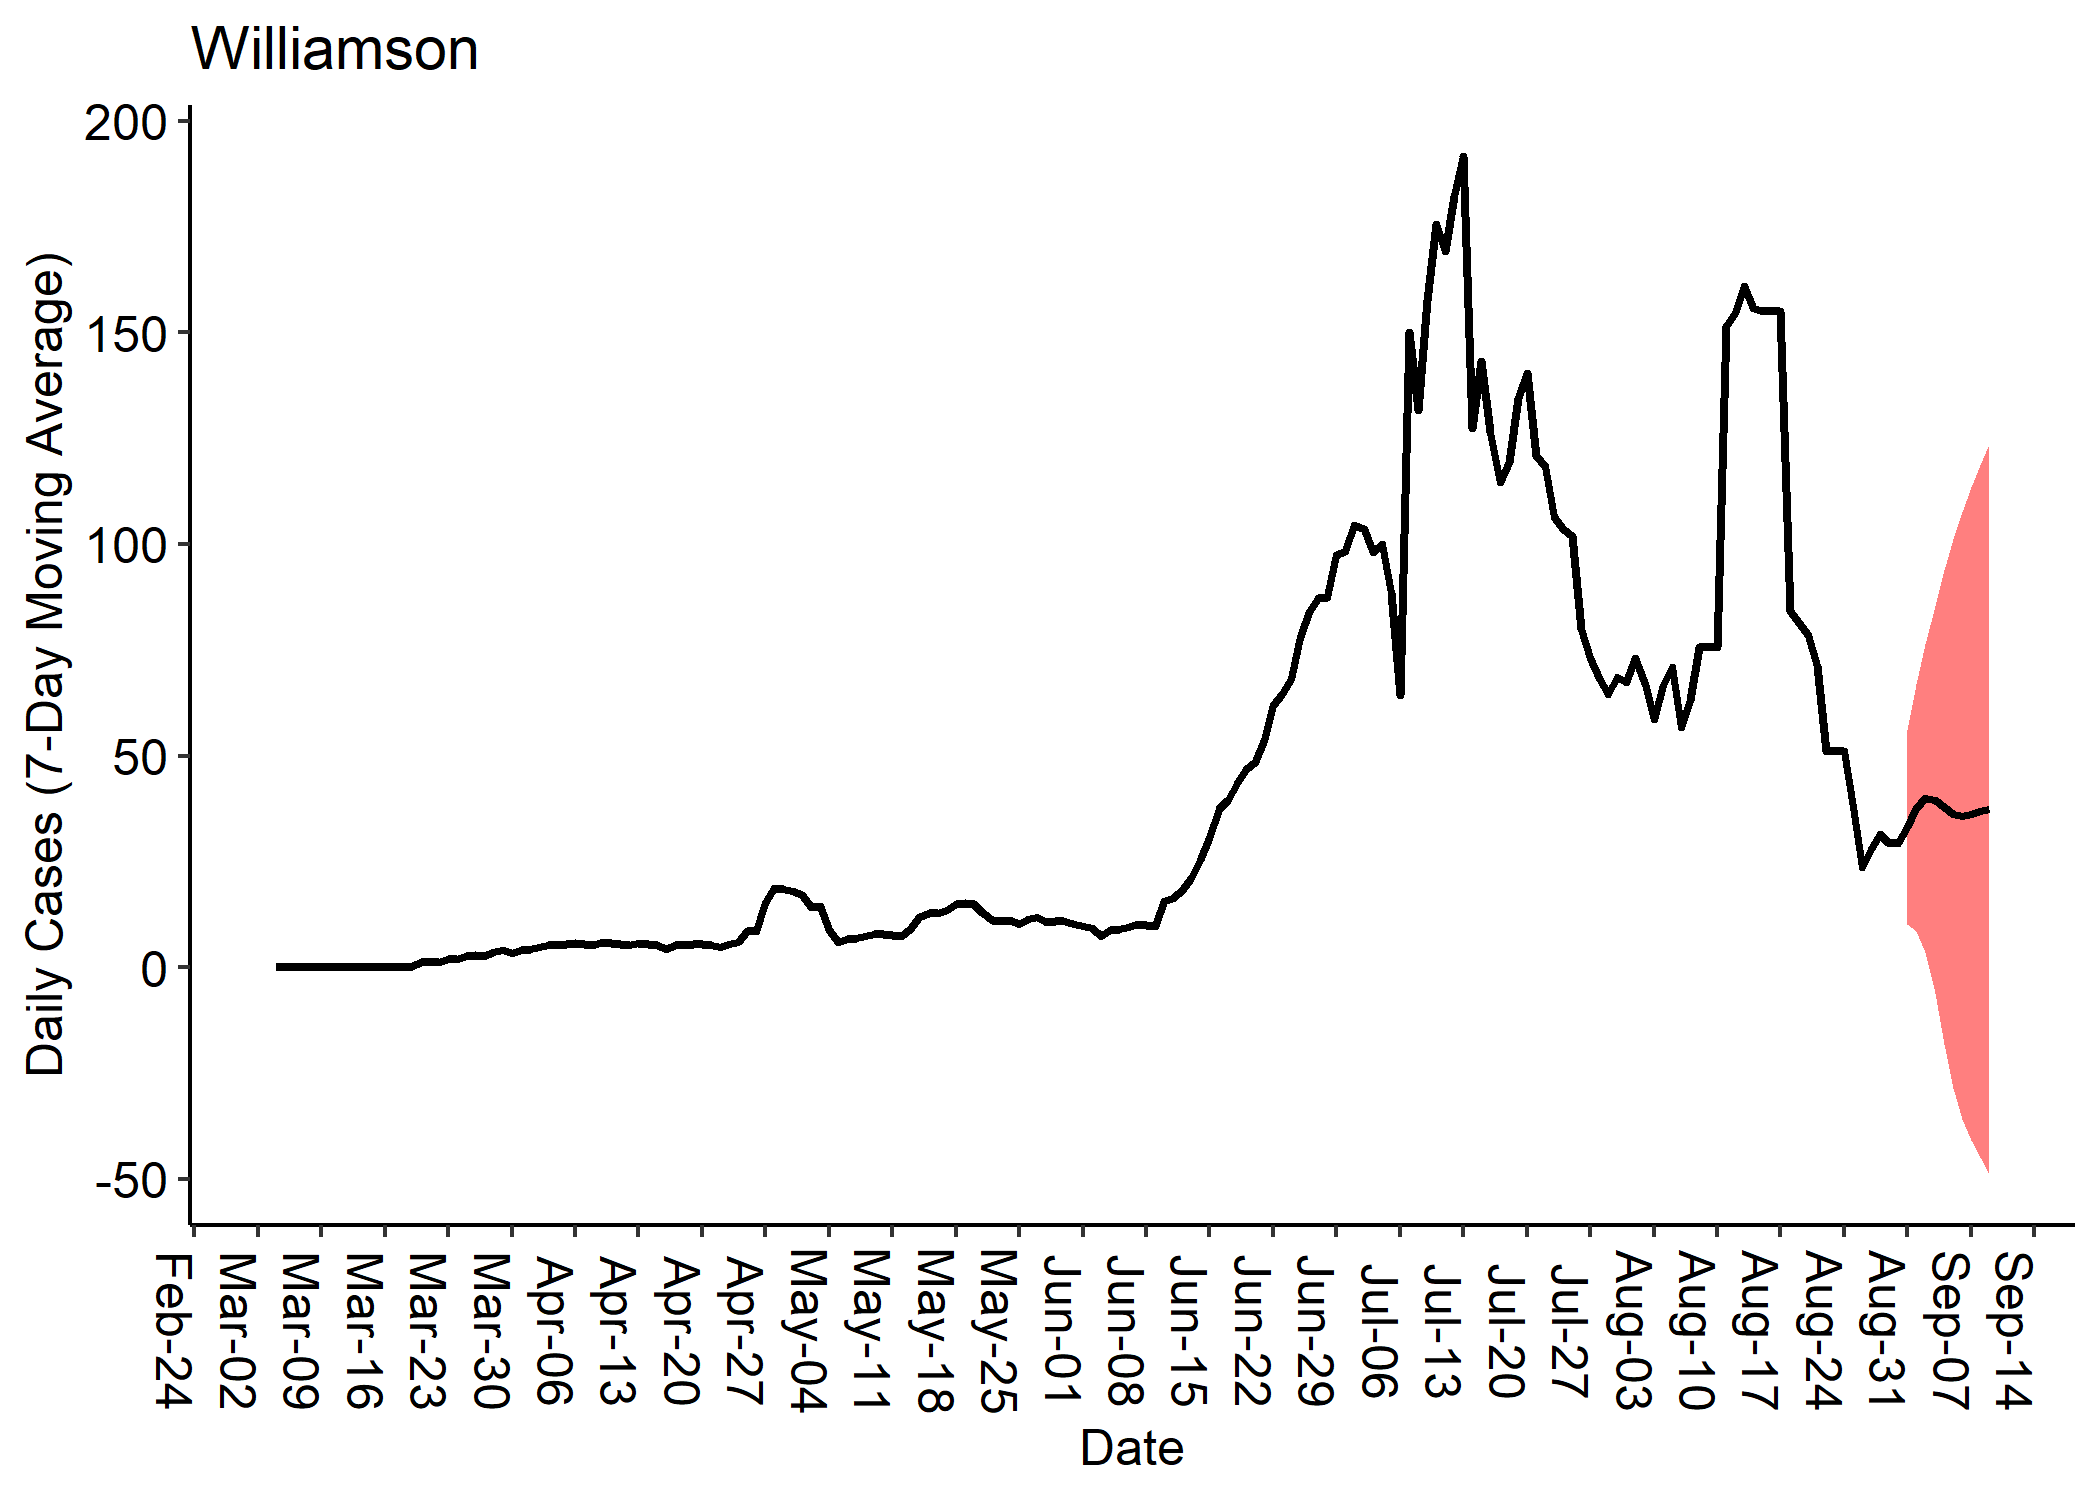 Williamson
Daily Cases (7-Day Moving Average)
200
150
100
50
0
-50
Feb-24
Mar-02
Mar-09
Mar-16
Mar-23
Mar-30
Apr-06
Apr-13
Apr-20
Apr-27
May-04
May-11
May-18
May-25
Jun-01
Jun-08
Jun-15
Jun-22
Jun-29
Jul-06
Jul-13
Jul-20
Jul-27
Aug-03
Aug-10
Aug-17
Aug-24
Aug-31
Sep-07
Sep-14
Date